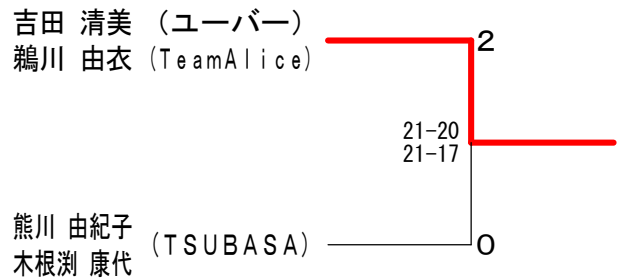 吉田 清美 (ユーバー)
鵜川 由衣 (TeamAlice)
2
21-20
21-17
熊川 由紀子
木根渕 康代
(TSUBASA)
0